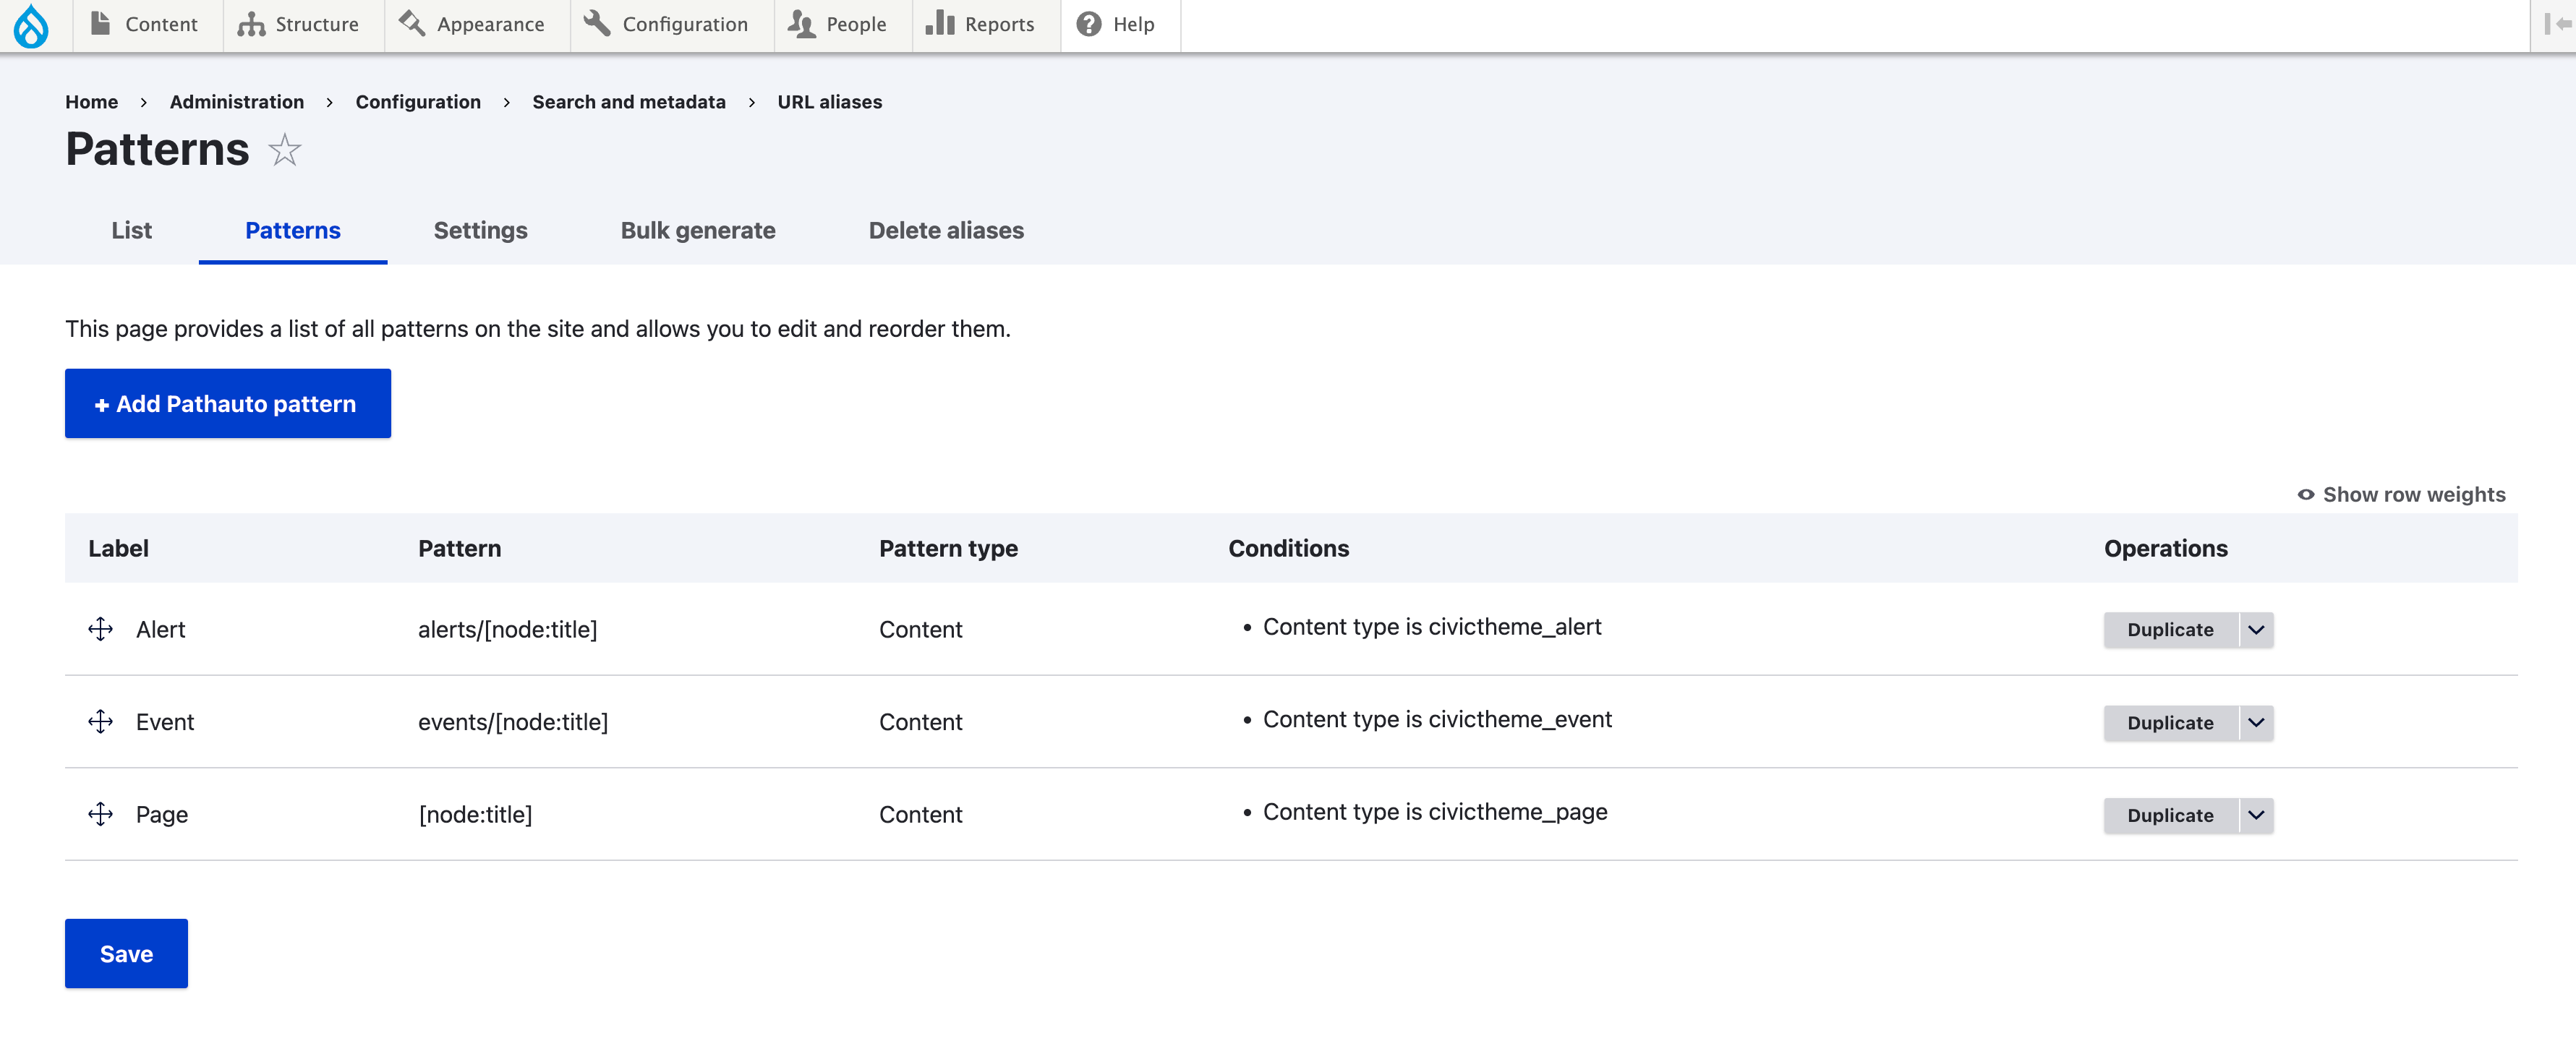 Content Structure Appearance Configuration People Reports Help
Home › Administration › Configuration › Search and metadata › URL aliases
Patterns
List Patterns Settings Bulk generate Delete aliases
This page provides a list of all patterns on the site and allows you to edit and reorder them.
+ Add Pathauto pattern
Show row weights
Label Pattern Pattern type Conditions Operations
Alert alerts/[node:title] Content • Content type is civictheme_alert Duplicate
Event events/[node:title] Content • Content type is civictheme_event Duplicate
Page [node:title] Content • Content type is civictheme_page Duplicate
Save